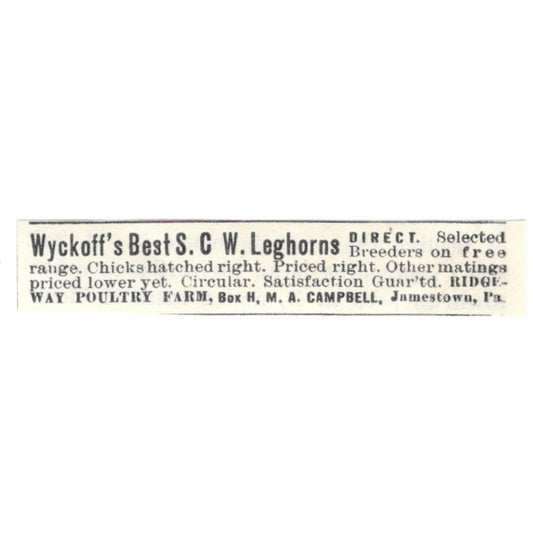 Wyckoff's Best S. C W. Leghorns DIRECT. Selected
Breeders on free
range. Chicks hatched right. Priced right. Other matings
priced lower yet. Circular. Satisfaction Guar'td. RIDGE-
WAY POULTRY FARM, Box H, M. A. CAMPBELL, Jamestown, Pa.